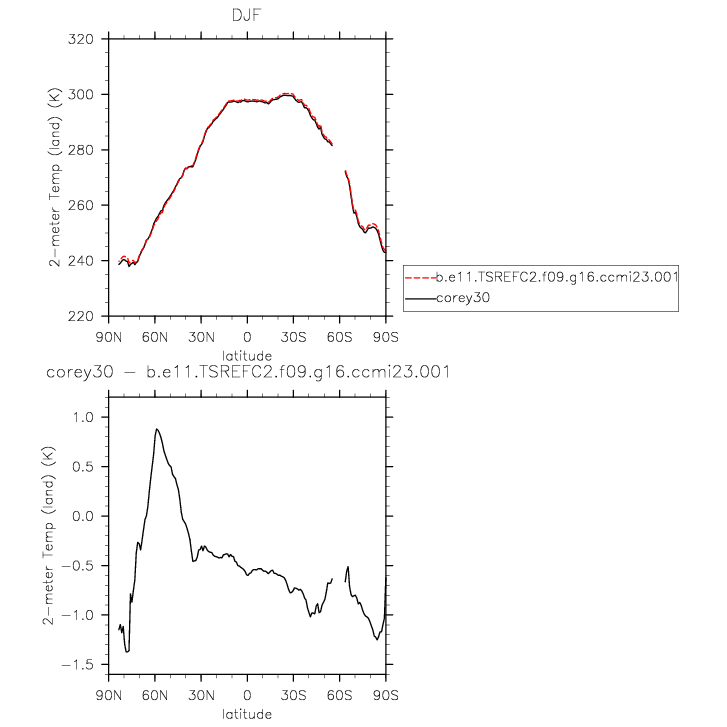 DJF
320
300
280
260
240
220
2−meter Temp (land) (K)
90N 60N 30N 0 30S 60S 90S
latitude
b.e11.TSREFC2.f09.g16.ccmi23.001
corey30
corey30 − b.e11.TSREFC2.f09.g16.ccmi23.001
1.0
0.5
0.0
−0.5
−1.0
−1.5
2−meter Temp (land) (K)
90N 60N 30N 0 30S 60S 90S
latitude